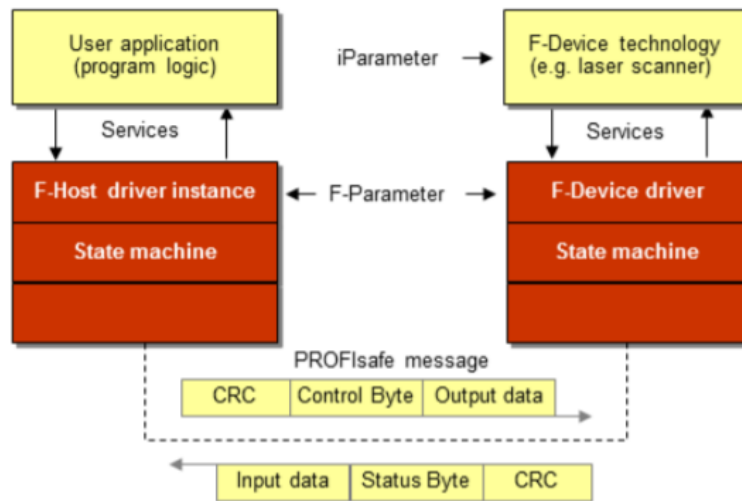 User application
(program logic)
iParameter
F-Device technology
(e.g. laser scanner)
Services
Services
F-Host driver instance
F-Parameter
F-Device driver
State machine
State machine
PROFIsafe message
CRC Control Byte Output data
Input data Status Byte CRC